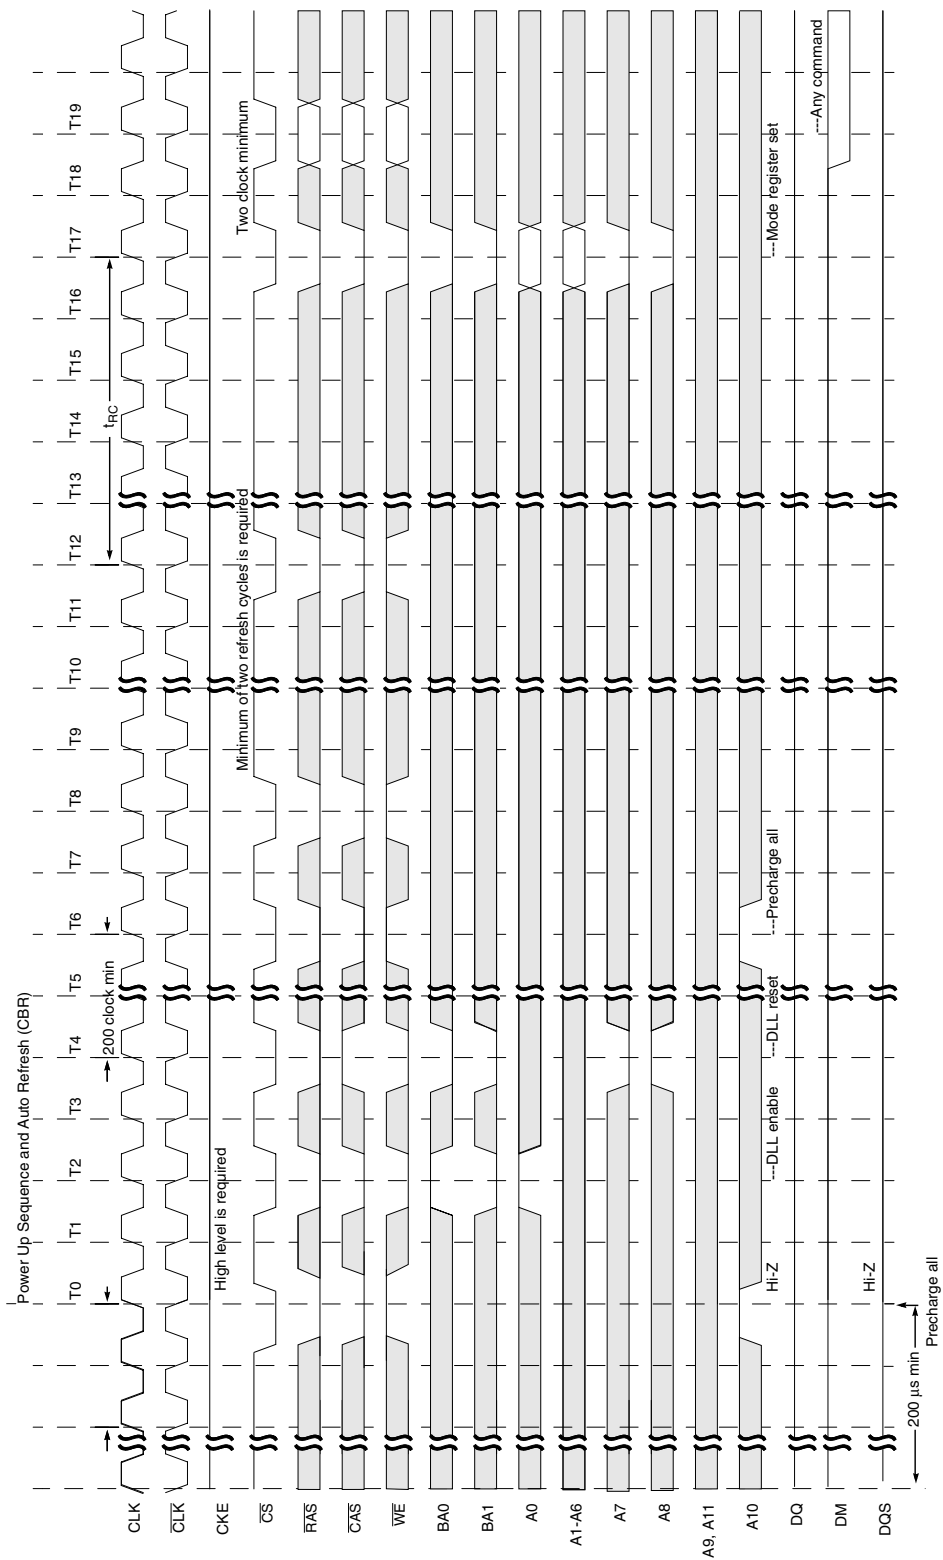 Power Up Sequence and Auto Refresh (CBR)
T0 T1 T2 T3 T4 T5 T6 T7 T8 T9 T10 T11 T12 T13 T14 T15 T16 T17 T18 T19
200 clock min
tRC
CLK
CLK
CKE
High level is required
Minimum of two refresh cycles is required
Two clock minimum
CS
RAS
CAS
WE
BA0
BA1
A0
A1-A6
A7
A8
A9, A11
A10
Hi-Z
---DLL enable
---DLL reset
---Precharge all
---Mode register set
DQ
---Any command
DM
Hi-Z
DQS
200 µs min
Precharge all